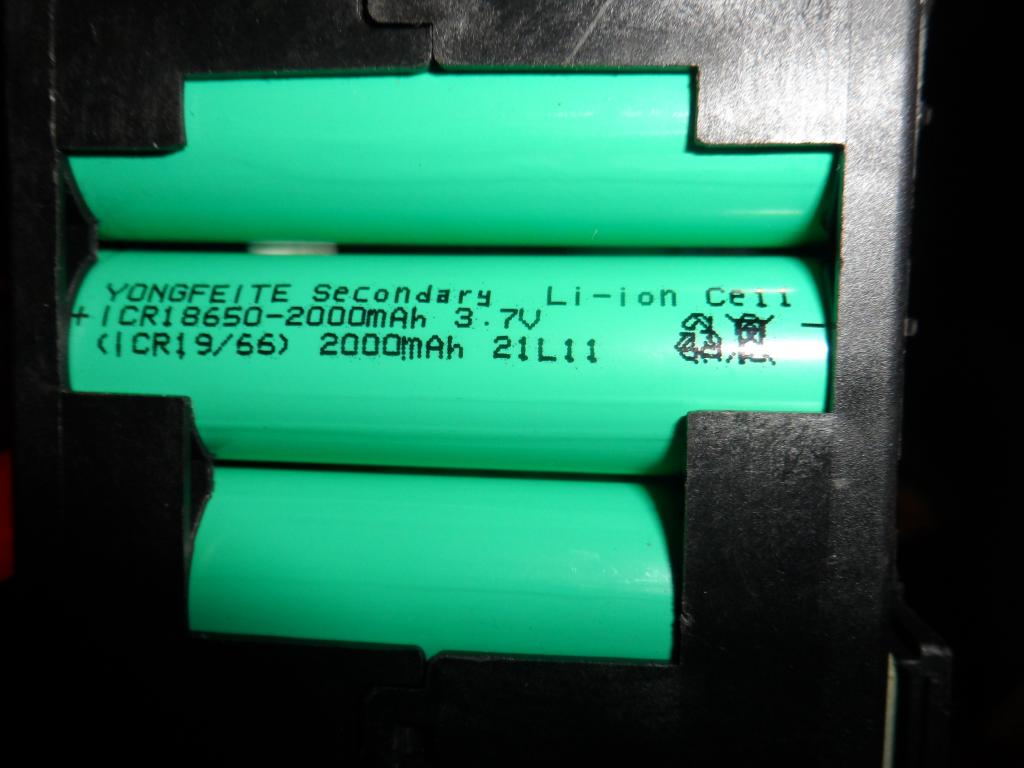 YONGFEITE Secondary Li-ion Cell
+ICR18650-2000mAh 3.7V -
(ICR19/66) 2000mAh 21L11